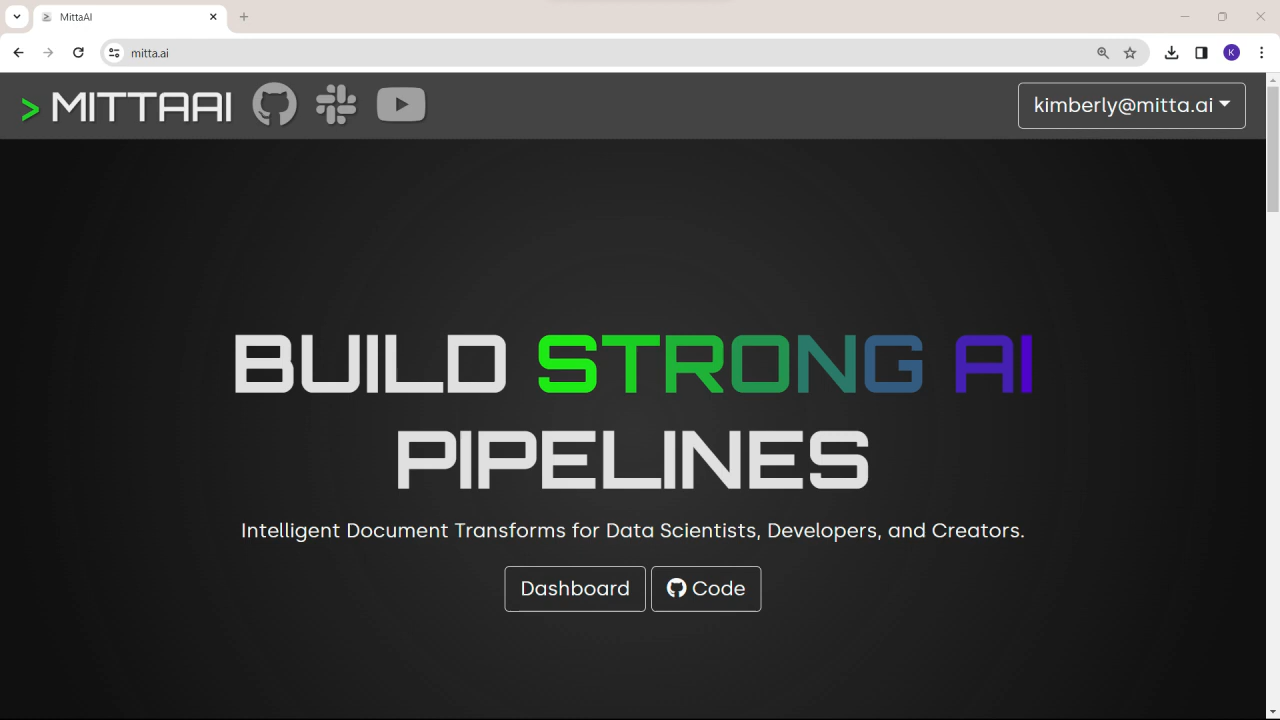 MittaAI
mitta.ai
K
> MITTAAI
kimberly@mitta.ai
BUILD STRONG AI
PIPELINES
Intelligent Document Transforms for Data Scientists, Developers, and Creators.
Dashboard
Code